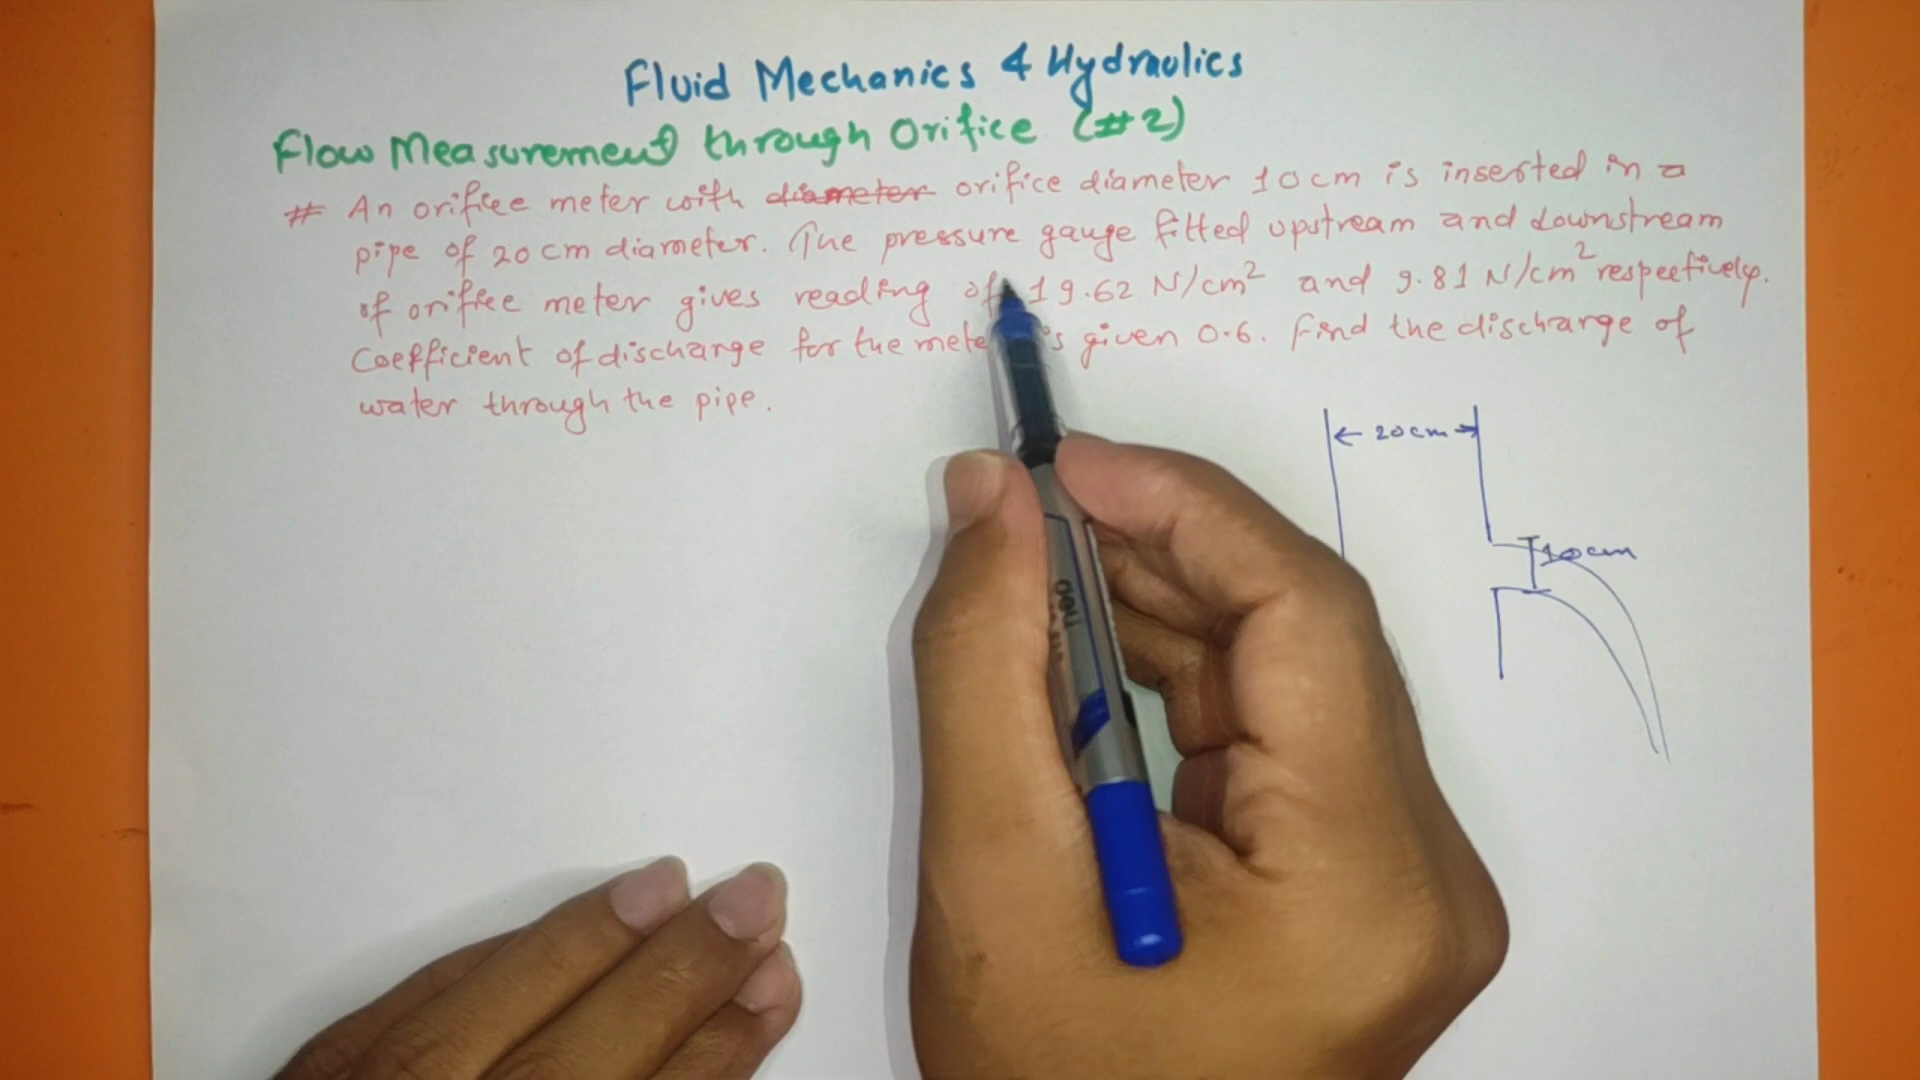 Fluid Mechanics & Hydraulics
Flow Measurement through Orifice (#2)
# An orifice meter with diameter orifice diameter 10cm is inserted in a
pipe of 20 cm diameter. The pressure gauge fitted upstream and downstream
of orifice meter gives reading of 19.62 N/cm² and 9.81 N/cm² respectively.
Coefficient of discharge for the mete is given 0.6. Find the discharge of
water through the pipe.
20cm
10cm
deli